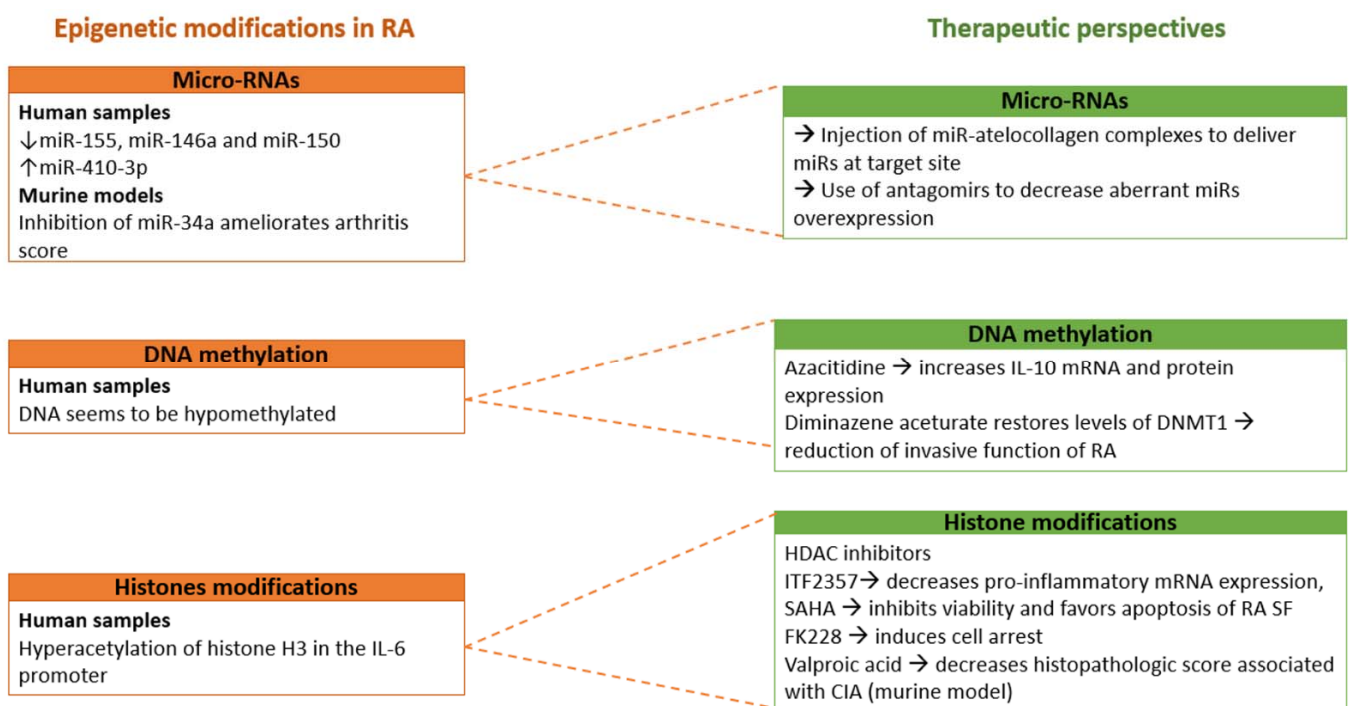 Epigenetic modifications in RA
Therapeutic perspectives
Micro-RNAs
Human samples
↓miR-155, miR-146a and miR-150
↑miR-410-3p
Murine models
Inhibition of miR-34a ameliorates arthritis
score
Micro-RNAs
→ Injection of miR-atelocollagen complexes to deliver
miRs at target site
→ Use of antagomirs to decrease aberrant miRs
overexpression
DNA methylation
Human samples
DNA seems to be hypomethylated
DNA methylation
Azacitidine → increases IL-10 mRNA and protein
expression
Diminazene aceturate restores levels of DNMT1 →
reduction of invasive function of RA
Histones modifications
Human samples
Hyperacetylation of histone H3 in the IL-6
promoter
Histone modifications
HDAC inhibitors
ITF2357→ decreases pro-inflammatory mRNA expression,
SAHA → inhibits viability and favors apoptosis of RA SF
FK228 → induces cell arrest
Valproic acid → decreases histopathologic score associated
with CIA (murine model)